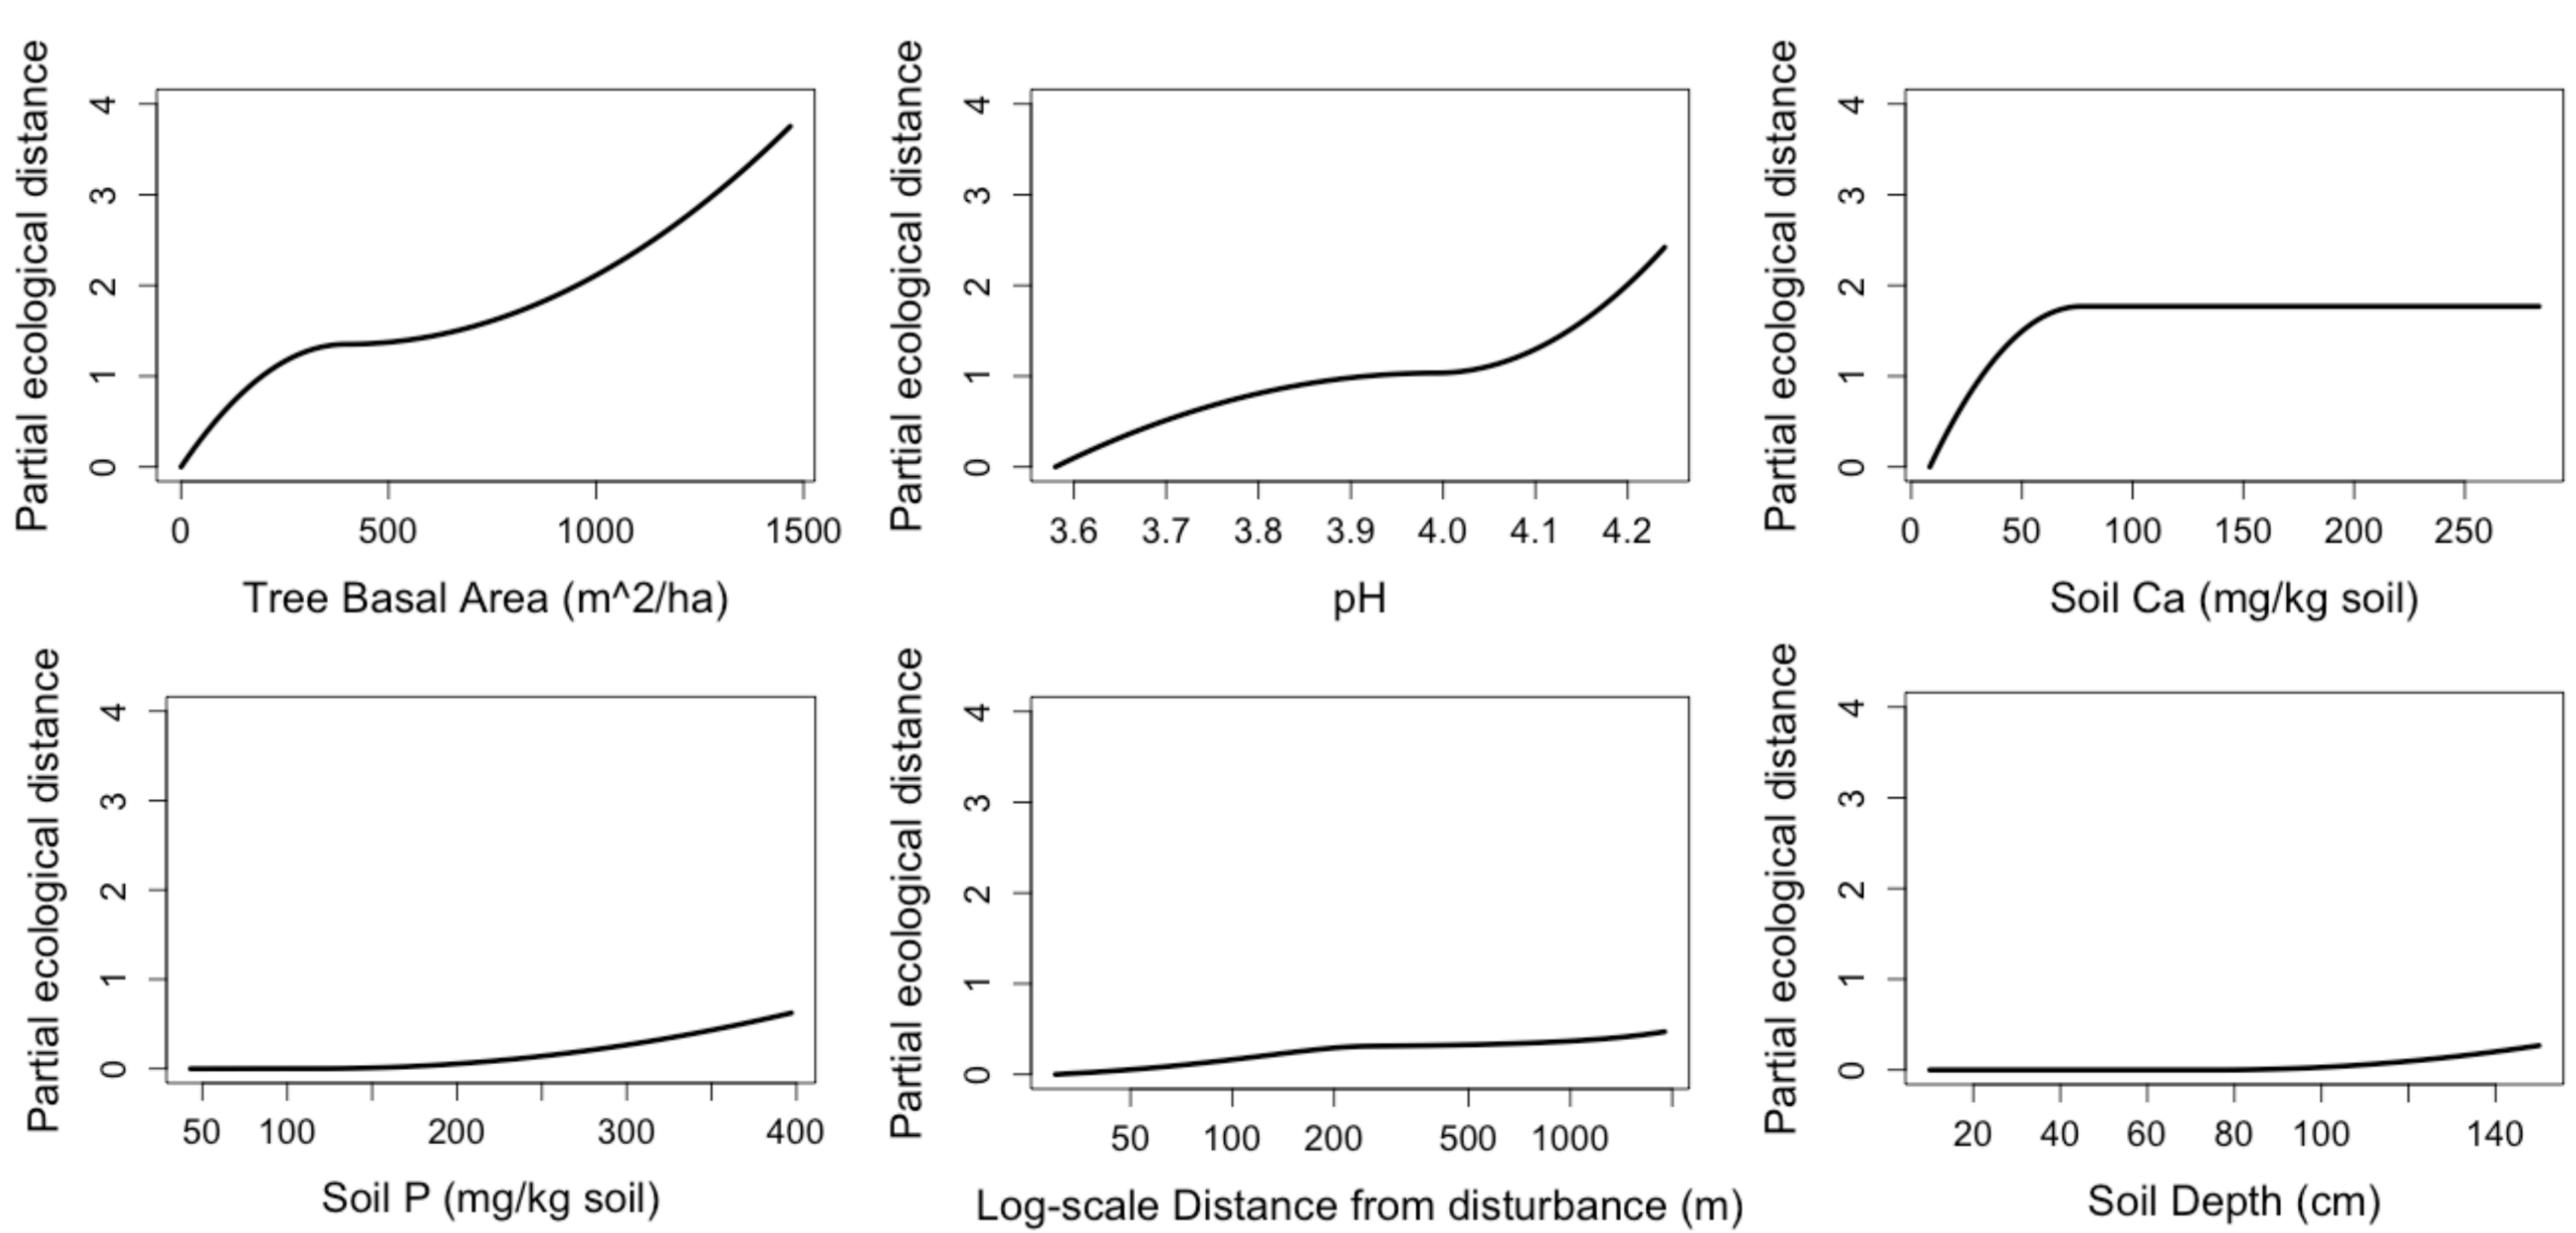 Partial ecological distance
4
3
2
1
0
0 500 1000 1500
Tree Basal Area (m^2/ha)
Partial ecological distance
4
3
2
1
0
3.6 3.7 3.8 3.9 4.0 4.1 4.2
pH
Partial ecological distance
4
3
2
1
0
0 50 100 150 200 250
Soil Ca (mg/kg soil)
Partial ecological distance
4
3
2
1
0
50 100 200 300 400
Soil P (mg/kg soil)
Partial ecological distance
4
3
2
1
0
50 100 200 500 1000
Log-scale Distance from disturbance (m)
Partial ecological distance
4
3
2
1
0
20 40 60 80 100 140
Soil Depth (cm)